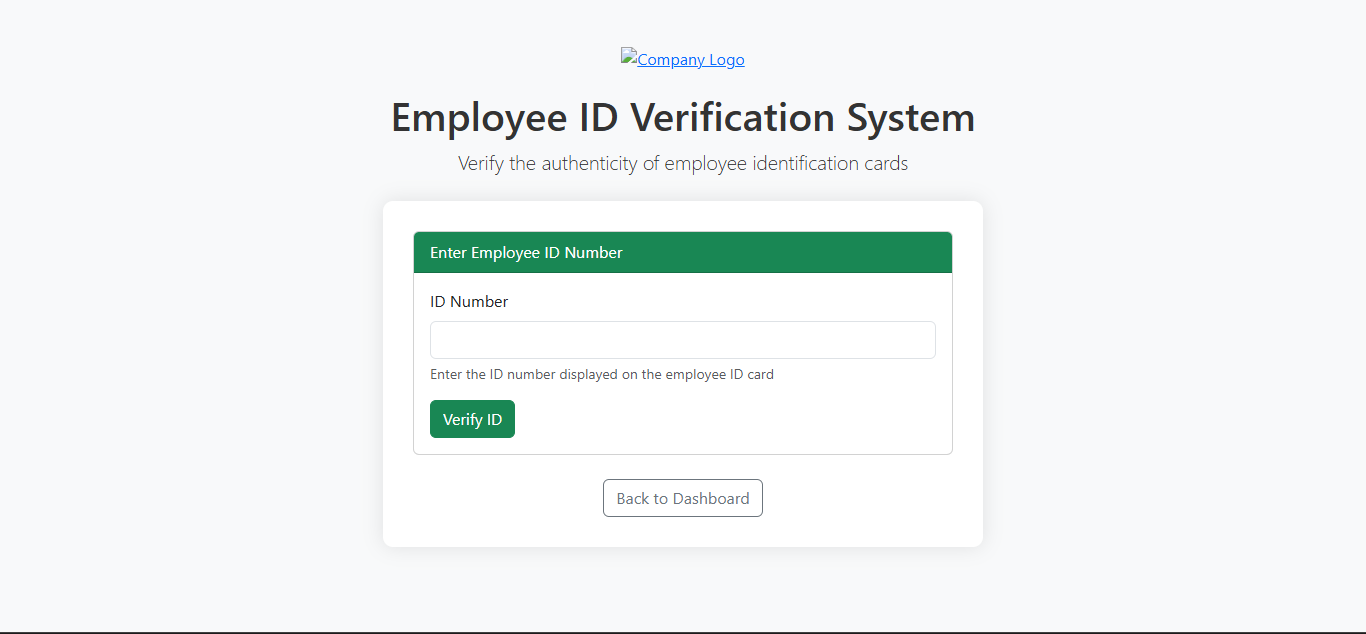 Company Logo
Employee ID Verification System
Verify the authenticity of employee identification cards
Enter Employee ID Number
ID Number
Enter the ID number displayed on the employee ID card
Verify ID
Back to Dashboard